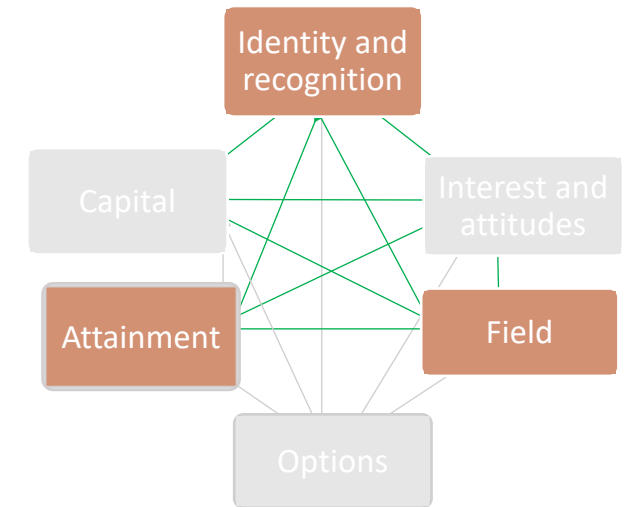 Identity and
recognition
Capital
Interest and
attitudes
Attainment
Field
Options